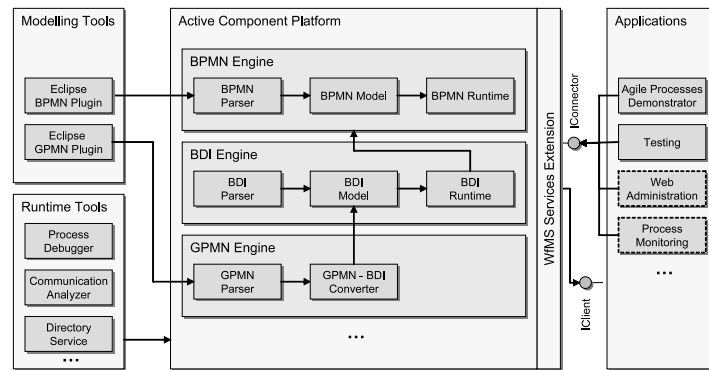 Modelling Tools
Eclipse
BPMN Plugin
Eclipse
GPMN Plugin
Runtime Tools
Process
Debugger
Communication
Analyzer
Directory
Service
...
Active Component Platform
BPMN Engine
BPMN
Parser
BPMN Model
BPMN Runtime
BDI Engine
BDI
Parser
BDI
Model
BDI
Runtime
GPMN Engine
GPMN
Parser
GPMN - BDI
Converter
...
WfMS Services Extension
IConnector
IClient
Applications
Agile Processes
Demonstrator
Testing
Web
Administration
Process
Monitoring
...